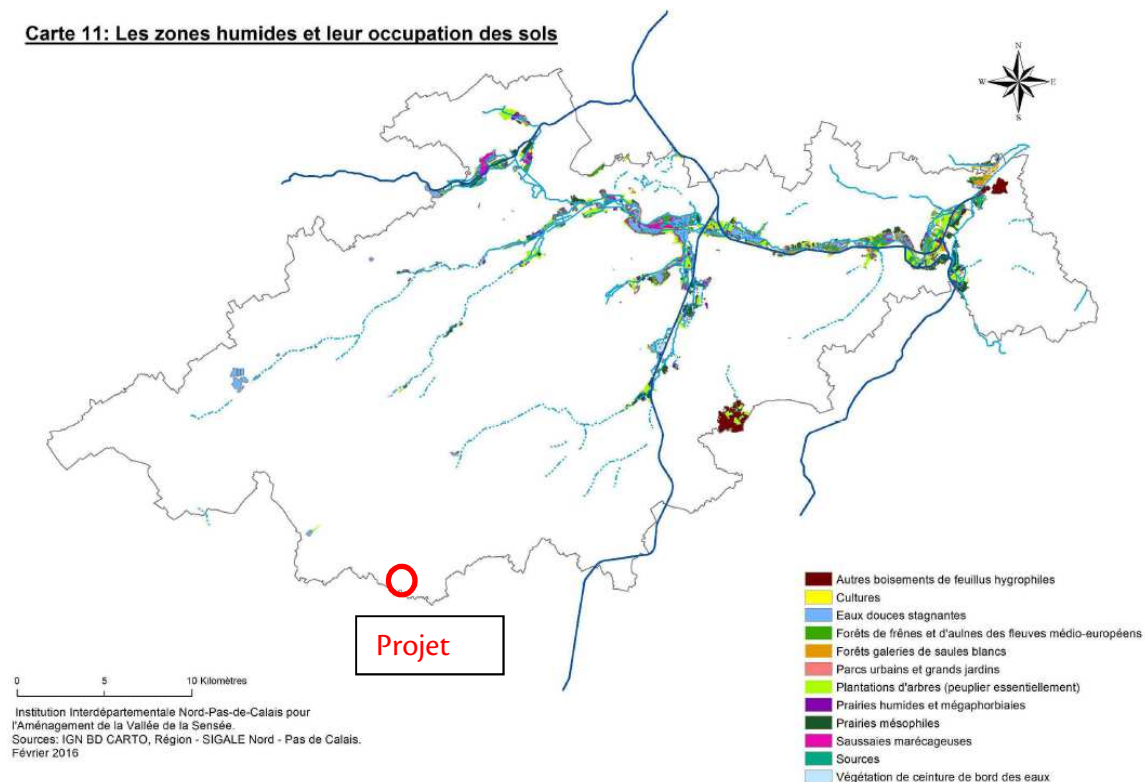 Carte 11: Les zones humides et leur occupation des sols
N
W E
S
Projet
0 5 10 Kilomètres
Institution Interdépartementale Nord-Pas-de-Calais pour
l'Aménagement de la Vallée de la Sensée.
Sources: IGN BD CARTO, Région - SIGALE Nord - Pas de Calais.
Février 2016
Autres boisements de feuillus hygrophiles
Cultures
Eaux douces stagnantes
Forêts de frênes et d'aulnes des fleuves médio-européens
Forêts galeries de saules blancs
Parcs urbains et grands jardins
Plantations d'arbres (peuplier essentiellement)
Prairies humides et mégaphorbiaies
Prairies mésophiles
Saussaies marécageuses
Sources
Végétation de ceinture de bord des eaux